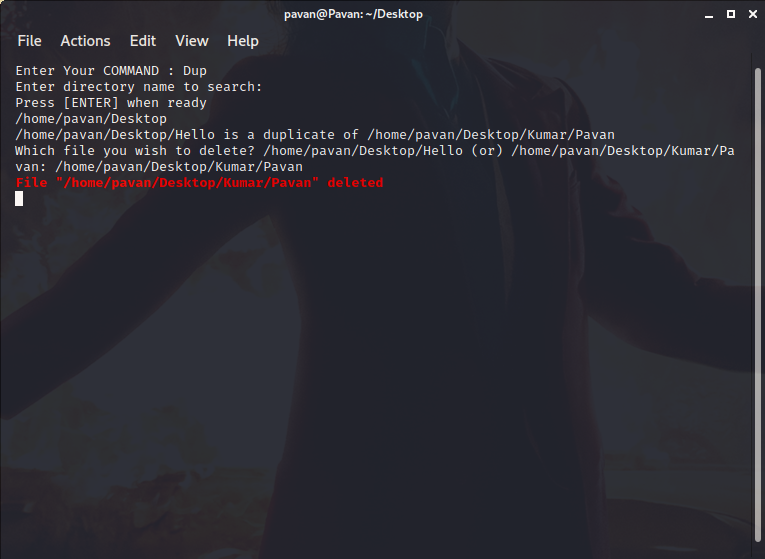 pavan@Pavan: ~/Desktop
File Actions Edit View Help
Enter Your COMMAND : Dup
Enter directory name to search:
Press [ENTER] when ready
/home/pavan/Desktop
/home/pavan/Desktop/Hello is a duplicate of /home/pavan/Desktop/Kumar/Pavan
Which file you wish to delete? /home/pavan/Desktop/Hello (or) /home/pavan/Desktop/Kumar/Pa
van: /home/pavan/Desktop/Kumar/Pavan
File "/home/pavan/Desktop/Kumar/Pavan" deleted